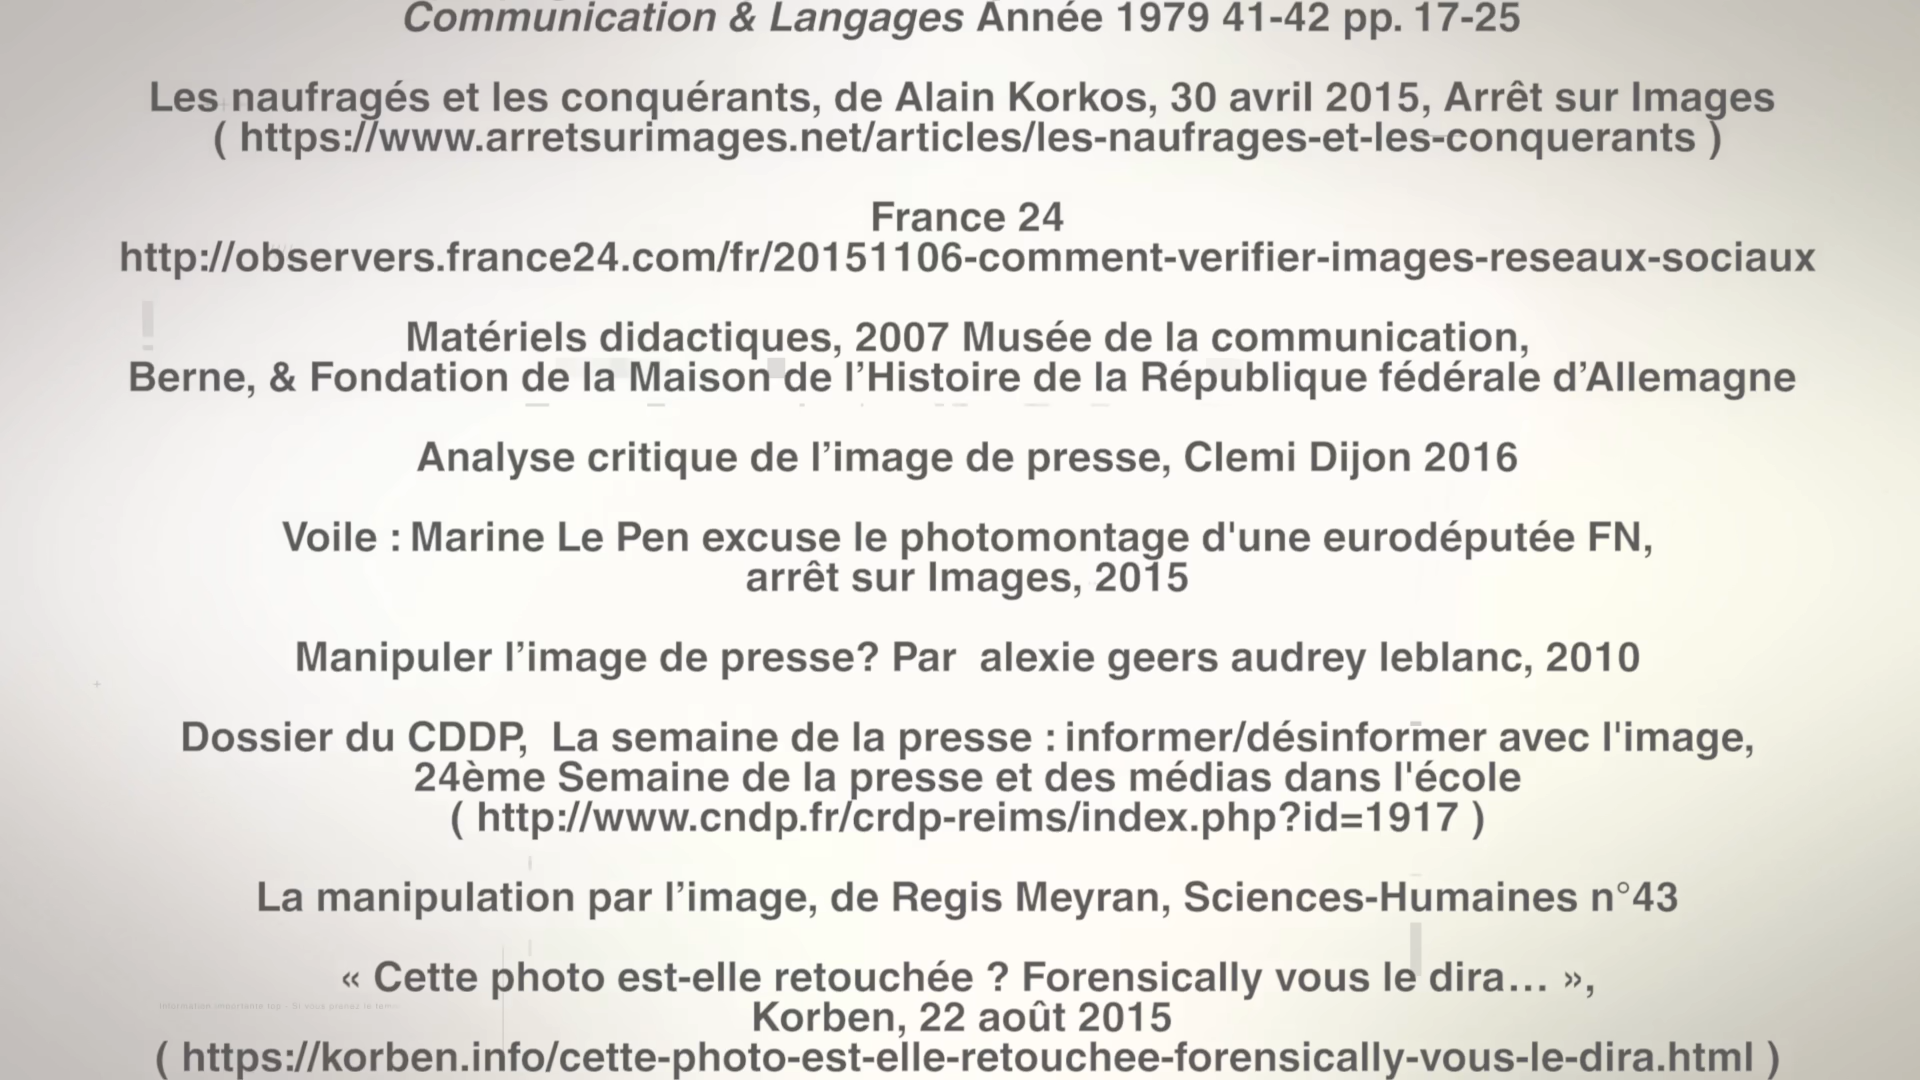 Communication & Langages Année 1979 41-42 pp. 17-25
Les naufragés et les conquérants, de Alain Korkos, 30 avril 2015, Arrêt sur Images
( https://www.arretsurimages.net/articles/les-naufrages-et-les-conquerants )
France 24
http://observers.france24.com/fr/20151106-comment-verifier-images-reseaux-sociaux
Matériels didactiques, 2007 Musée de la communication,
Berne, & Fondation de la Maison de l’Histoire de la République fédérale d’Allemagne
Analyse critique de l’image de presse, Clemi Dijon 2016
Voile : Marine Le Pen excuse le photomontage d'une eurodéputée FN,
arrêt sur Images, 2015
Manipuler l’image de presse? Par  alexie geers audrey leblanc, 2010
Dossier du CDDP,  La semaine de la presse : informer/désinformer avec l'image,
24ème Semaine de la presse et des médias dans l'école
( http://www.cndp.fr/crdp-reims/index.php?id=1917 )
La manipulation par l’image, de Regis Meyran, Sciences-Humaines n°43
« Cette photo est-elle retouchée ? Forensically vous le dira… »,
Korben, 22 août 2015
( https://korben.info/cette-photo-est-elle-retouchee-forensically-vous-le-dira.html )